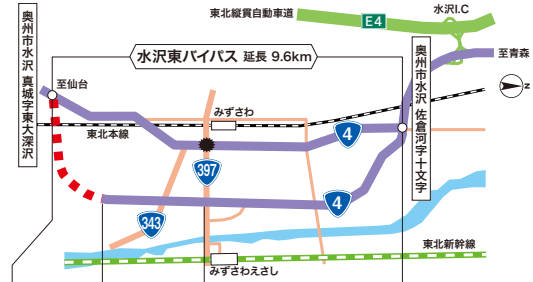 東北縦貫自動車道
E4
水沢I.C
至青森
奥州市水沢 真城字東大深沢
至仙台
水沢東バイパス 延長 9.6km
奥州市水沢 佐倉河字十文字
N
みずさわ
東北本線
4
397
4
343
東北新幹線
みずさわえさし